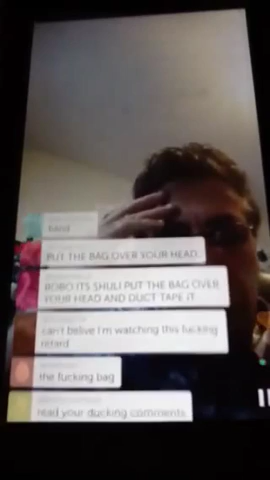 band
PUT THE BAG OVER YOUR HEAD
BOBO ITS SHULI PUT THE BAG OVER
YOUR HEAD AND DUCT TAPE IT
can't belive I'm watching this fucking
retard
the fucking bag
read your ducking comments